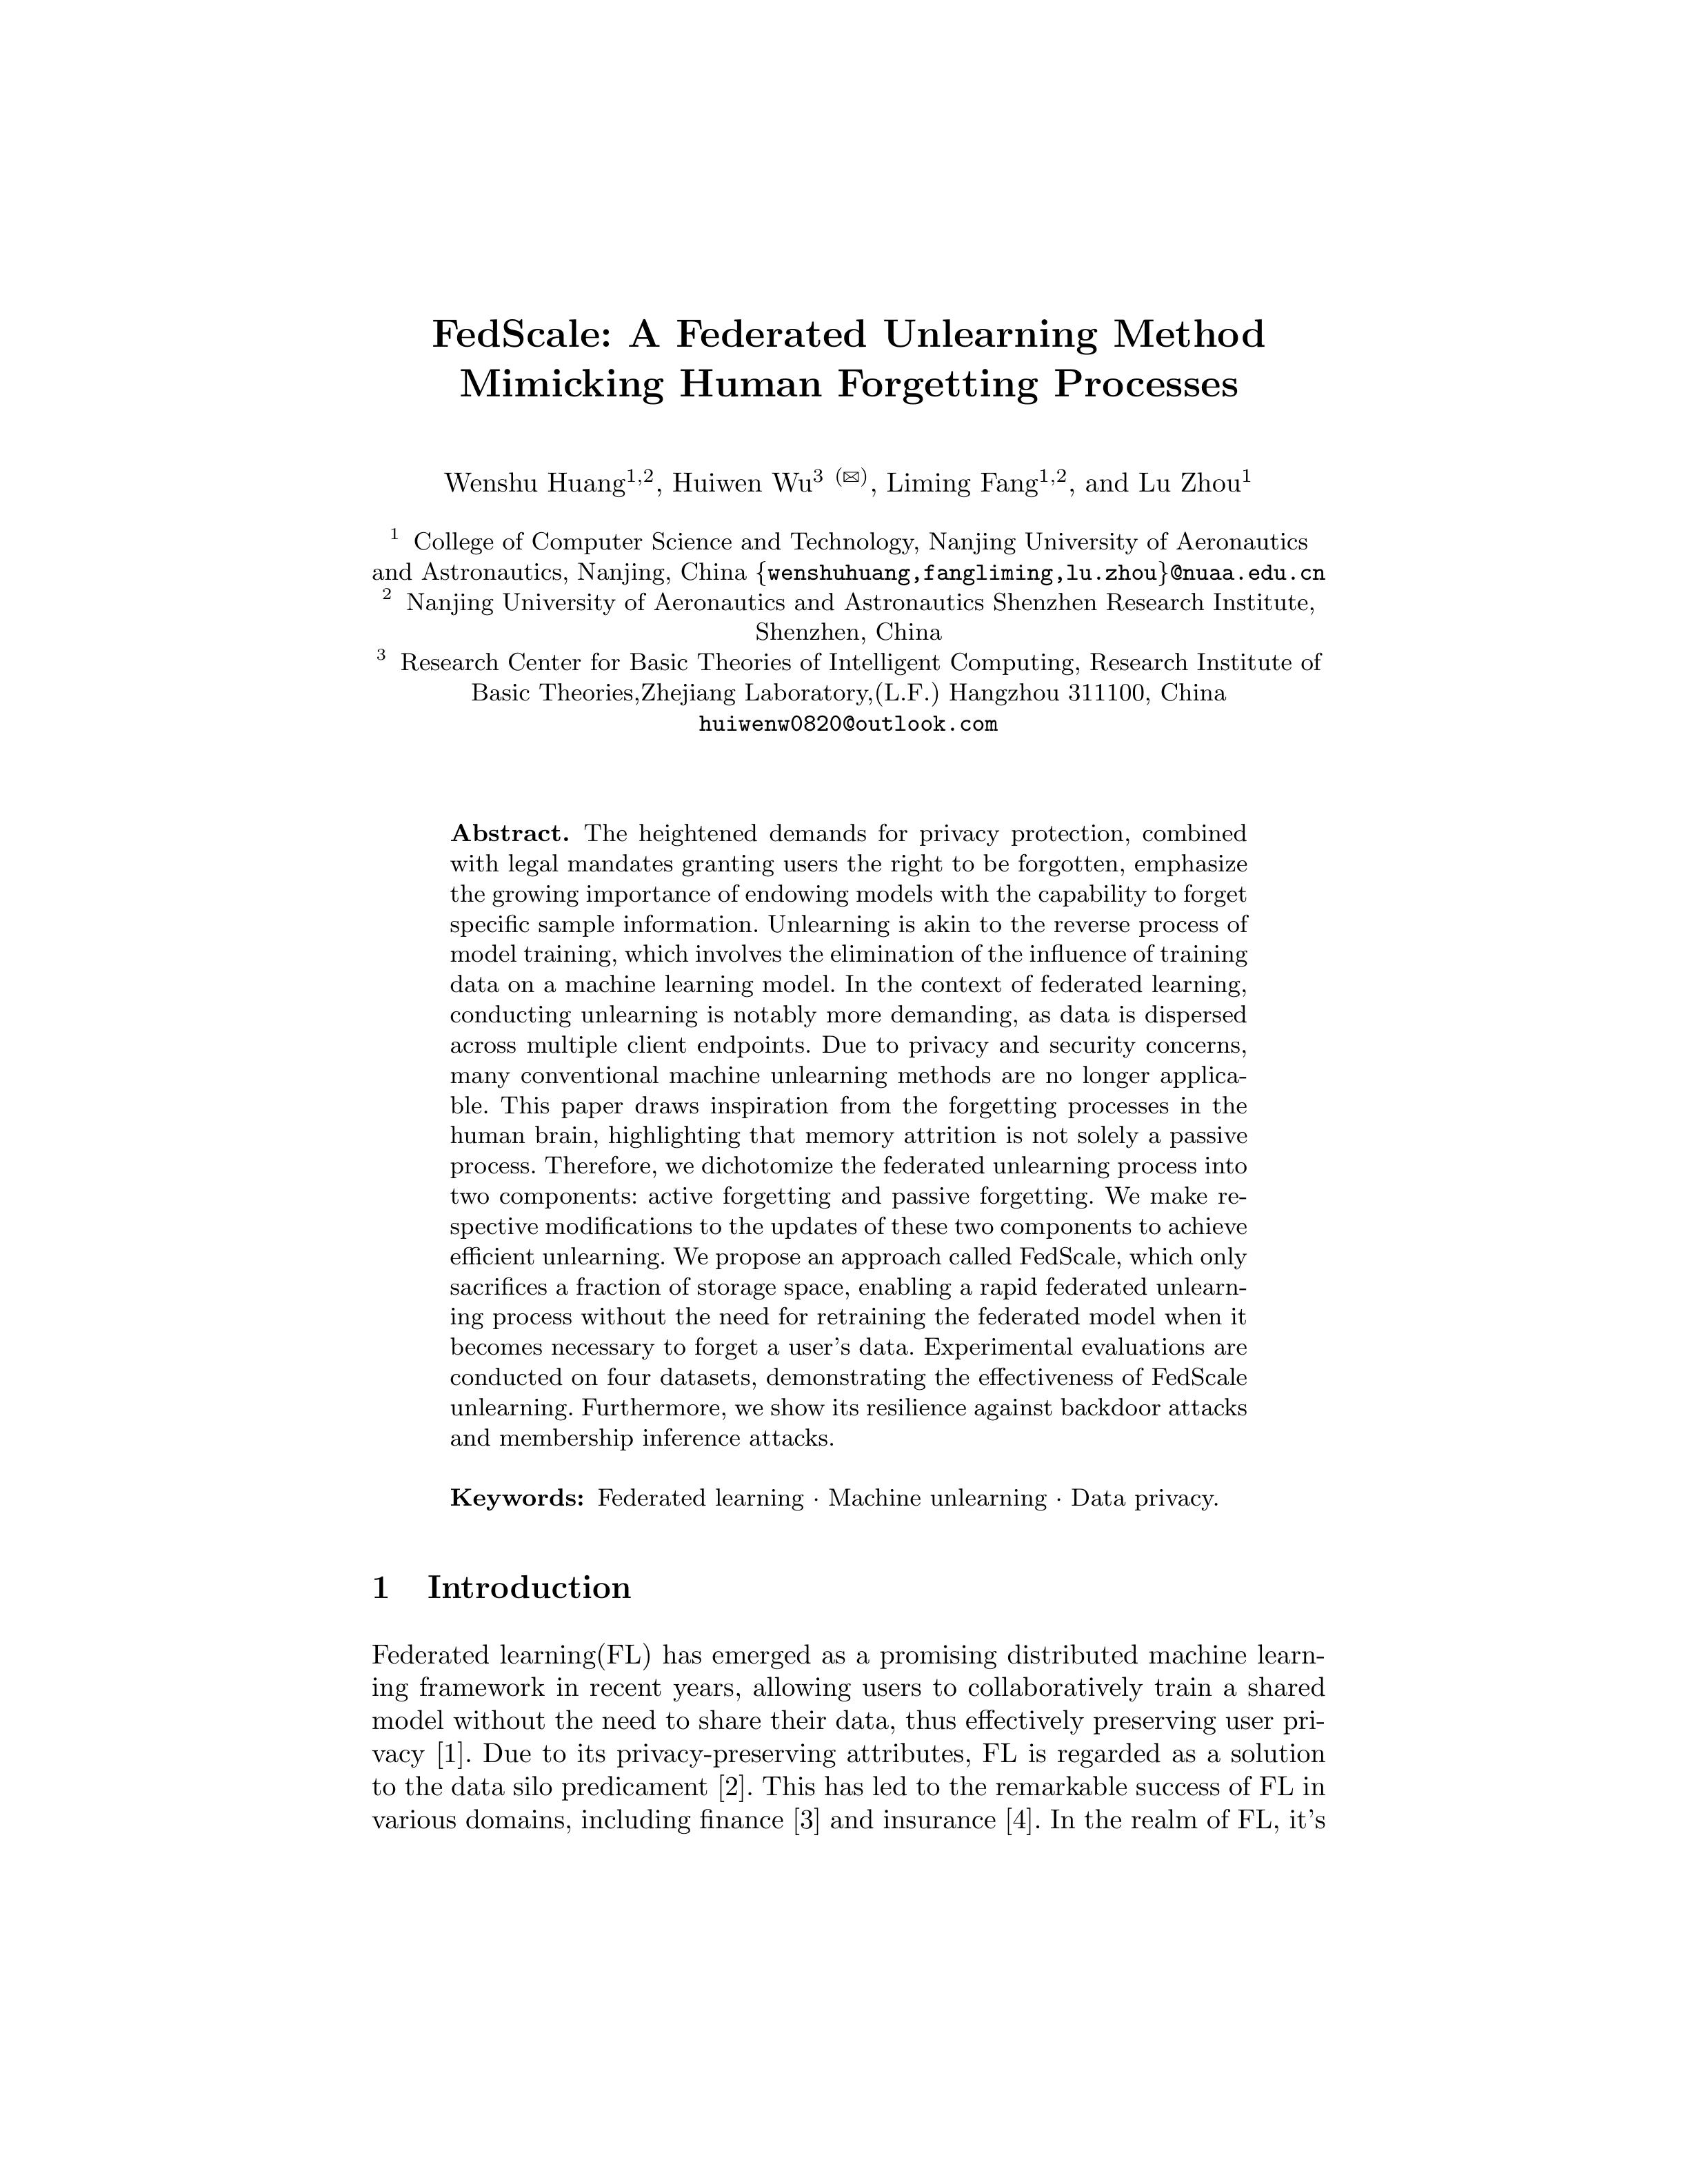 FedScale: A Federated Unlearning Method
Mimicking Human Forgetting Processes
Wenshu Huang1,2, Huiwen Wu3 (✉), Liming Fang1,2, and Lu Zhou1
1 College of Computer Science and Technology, Nanjing University of Aeronautics
and Astronautics, Nanjing, China {wenshuhuang,fangliming,lu.zhou}@nuaa.edu.cn
2 Nanjing University of Aeronautics and Astronautics Shenzhen Research Institute,
Shenzhen, China
3 Research Center for Basic Theories of Intelligent Computing, Research Institute of
Basic Theories,Zhejiang Laboratory,(L.F.) Hangzhou 311100, China
huiwenw0820@outlook.com
Abstract. The heightened demands for privacy protection, combined
with legal mandates granting users the right to be forgotten, emphasize
the growing importance of endowing models with the capability to forget
specific sample information. Unlearning is akin to the reverse process of
model training, which involves the elimination of the influence of training
data on a machine learning model. In the context of federated learning,
conducting unlearning is notably more demanding, as data is dispersed
across multiple client endpoints. Due to privacy and security concerns,
many conventional machine unlearning methods are no longer applica-
ble. This paper draws inspiration from the forgetting processes in the
human brain, highlighting that memory attrition is not solely a passive
process. Therefore, we dichotomize the federated unlearning process into
two components: active forgetting and passive forgetting. We make re-
spective modifications to the updates of these two components to achieve
efficient unlearning. We propose an approach called FedScale, which only
sacrifices a fraction of storage space, enabling a rapid federated unlearn-
ing process without the need for retraining the federated model when it
becomes necessary to forget a user's data. Experimental evaluations are
conducted on four datasets, demonstrating the effectiveness of FedScale
unlearning. Furthermore, we show its resilience against backdoor attacks
and membership inference attacks.
Keywords: Federated learning · Machine unlearning · Data privacy.
1 Introduction
Federated learning(FL) has emerged as a promising distributed machine learn-
ing framework in recent years, allowing users to collaboratively train a shared
model without the need to share their data, thus effectively preserving user pri-
vacy [1]. Due to its privacy-preserving attributes, FL is regarded as a solution
to the data silo predicament [2]. This has led to the remarkable success of FL in
various domains, including finance [3] and insurance [4]. In the realm of FL, it's